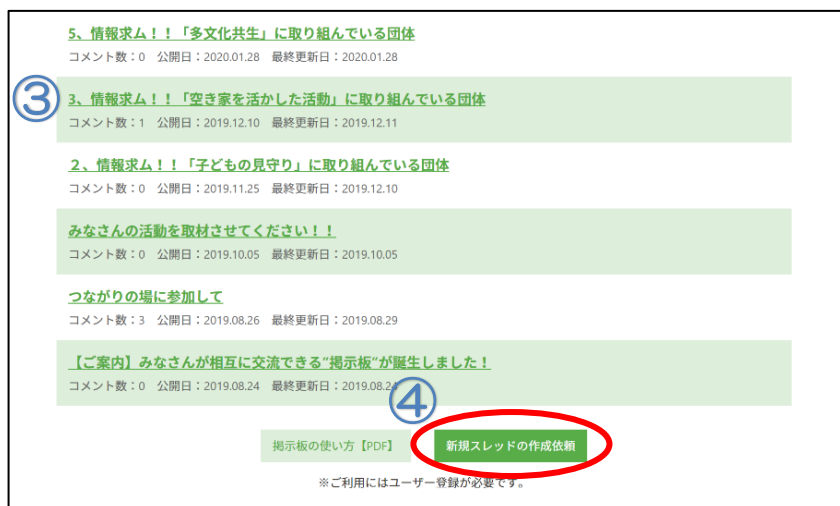 5、情報求ム！！「多文化共生」に取り組んでいる団体
コメント数：0 公開日：2020.01.28 最終更新日：2020.01.28
③
3、情報求ム！！「空き家を活かした活動」に取り組んでいる団体
コメント数：1 公開日：2019.12.10 最終更新日：2019.12.11
２、情報求ム！！「子どもの見守り」に取り組んでいる団体
コメント数：0 公開日：2019.11.25 最終更新日：2019.12.10
みなさんの活動を取材させてください！！
コメント数：0 公開日：2019.10.05 最終更新日：2019.10.05
つながりの場に参加して
コメント数：3 公開日：2019.08.26 最終更新日：2019.08.29
【ご案内】みなさんが相互に交流できる”掲示板”が誕生しました！
コメント数：0 公開日：2019.08.24 最終更新日：2019.08.24
④
掲示板の使い方【PDF】
新規スレッドの作成依頼
※ご利用にはユーザー登録が必要です。